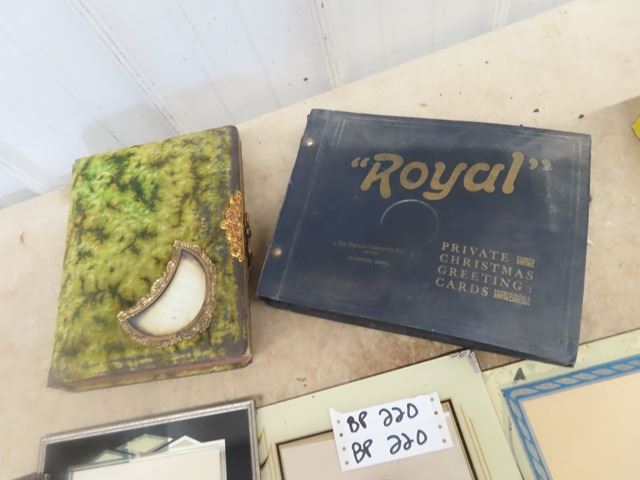 "Royal"
PRIVATE
CHRISTMAS
GREETING:
CARDS
BP 220
BP 220